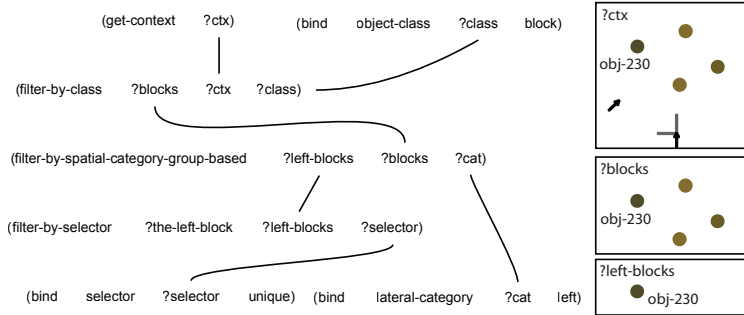 (get-context ?ctx) (bind object-class ?class block)
(filter-by-class ?blocks ?ctx ?class)
(filter-by-spatial-category-group-based ?left-blocks ?blocks ?cat)
(filter-by-selector ?the-left-block ?left-blocks ?selector)
(bind selector ?selector unique) (bind lateral-category ?cat left)
?ctx
obj-230
?blocks
obj-230
?left-blocks
obj-230